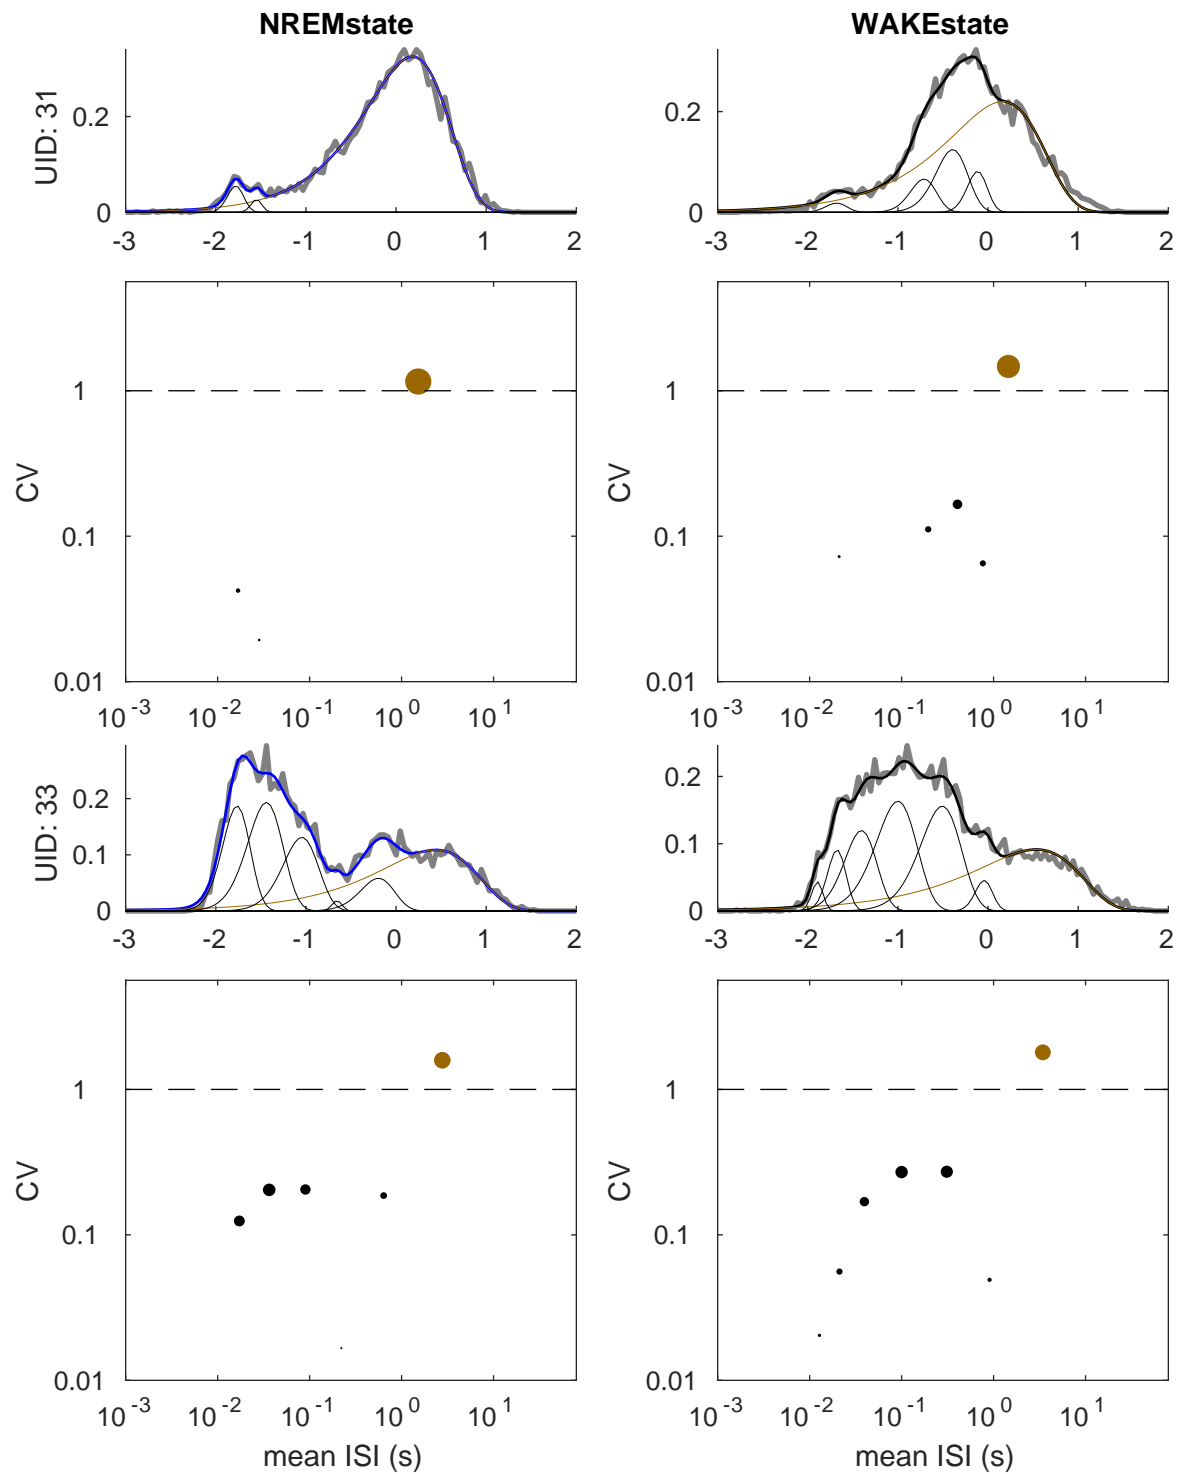 NREMstate WAKEstate
UID: 31
0.2 0.2
0 0
-3 -2 -1 0 1 2 -3 -2 -1 0 1 2
CV CV
1 1
0.1 0.1
0.01 0.01
10^-3 10^-2 10^-1 10^0 10^1 10^-3 10^-2 10^-1 10^0 10^1
UID: 33
0.2 0.2
0.1 0.1
0 0
-3 -2 -1 0 1 2 -3 -2 -1 0 1 2
CV CV
1 1
0.1 0.1
0.01 0.01
10^-3 10^-2 10^-1 10^0 10^1 10^-3 10^-2 10^-1 10^0 10^1
mean ISI (s) mean ISI (s)